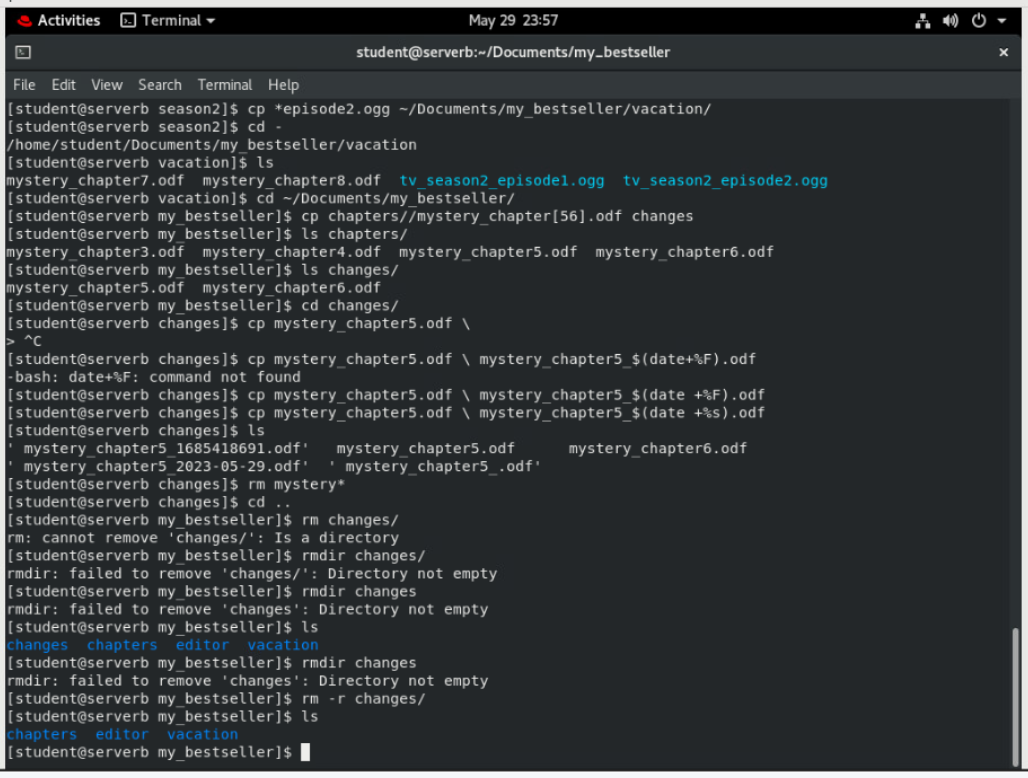 Activities Terminal May 29 23:57
student@serverb:~/Documents/my_bestseller ×
File Edit View Search Terminal Help
[student@serverb season2]$ cp *episode2.ogg ~/Documents/my_bestseller/vacation/
[student@serverb season2]$ cd -
/home/student/Documents/my_bestseller/vacation
[student@serverb vacation]$ ls
mystery_chapter7.odf  mystery_chapter8.odf  tv_season2_episode1.ogg  tv_season2_episode2.ogg
[student@serverb vacation]$ cd ~/Documents/my_bestseller/
[student@serverb my_bestseller]$ cp chapters//mystery_chapter[56].odf changes
[student@serverb my_bestseller]$ ls chapters/
mystery_chapter3.odf  mystery_chapter4.odf  mystery_chapter5.odf  mystery_chapter6.odf
[student@serverb my_bestseller]$ ls changes/
mystery_chapter5.odf  mystery_chapter6.odf
[student@serverb my_bestseller]$ cd changes/
[student@serverb changes]$ cp mystery_chapter5.odf \
> ^C
[student@serverb changes]$ cp mystery_chapter5.odf \ mystery_chapter5_$(date+%F).odf
-bash: date+%F: command not found
[student@serverb changes]$ cp mystery_chapter5.odf \ mystery_chapter5_$(date +%F).odf
[student@serverb changes]$ cp mystery_chapter5.odf \ mystery_chapter5_$(date +%s).odf
[student@serverb changes]$ ls
' mystery_chapter5_1685418691.odf'   mystery_chapter5.odf      mystery_chapter6.odf
' mystery_chapter5_2023-05-29.odf'  ' mystery_chapter5_.odf'
[student@serverb changes]$ rm mystery*
[student@serverb changes]$ cd ..
[student@serverb my_bestseller]$ rm changes/
rm: cannot remove 'changes/': Is a directory
[student@serverb my_bestseller]$ rmdir changes/
rmdir: failed to remove 'changes/': Directory not empty
[student@serverb my_bestseller]$ rmdir changes
rmdir: failed to remove 'changes': Directory not empty
[student@serverb my_bestseller]$ ls
changes  chapters  editor  vacation
[student@serverb my_bestseller]$ rmdir changes
rmdir: failed to remove 'changes': Directory not empty
[student@serverb my_bestseller]$ rm -r changes/
[student@serverb my_bestseller]$ ls
chapters  editor  vacation
[student@serverb my_bestseller]$